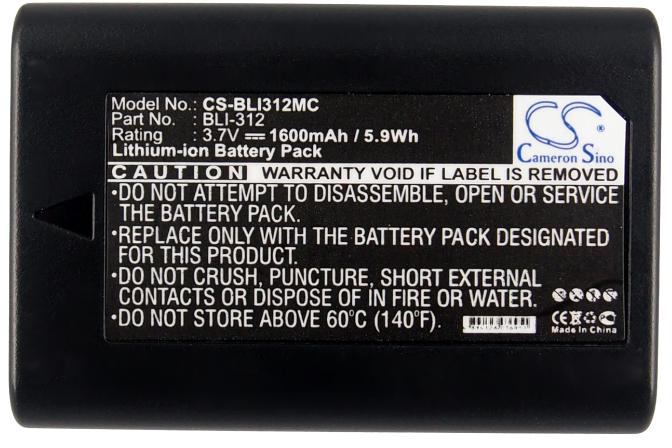 Model No.: CS-BLI312MC
Part No.: BLI-312
Rating : 3.7V 1600mAh / 5.9Wh
Lithium-ion Battery Pack
CS
Cameron Sino
CAUTION WARRANTY VOID IF LABEL IS REMOVED
•DO NOT ATTEMPT TO DISASSEMBLE, OPEN OR SERVICE
THE BATTERY PACK.
•REPLACE ONLY WITH THE BATTERY PACK DESIGNATED
FOR THIS EQUIPMENT.
•DO NOT CRUSH, PUNCTURE, SHORT EXTERNAL
CONTACTS OR DISPOSE OF IN FIRE OR WATER.
•DO NOT STORE ABOVE 60°C (140°F).
CE
Made In China